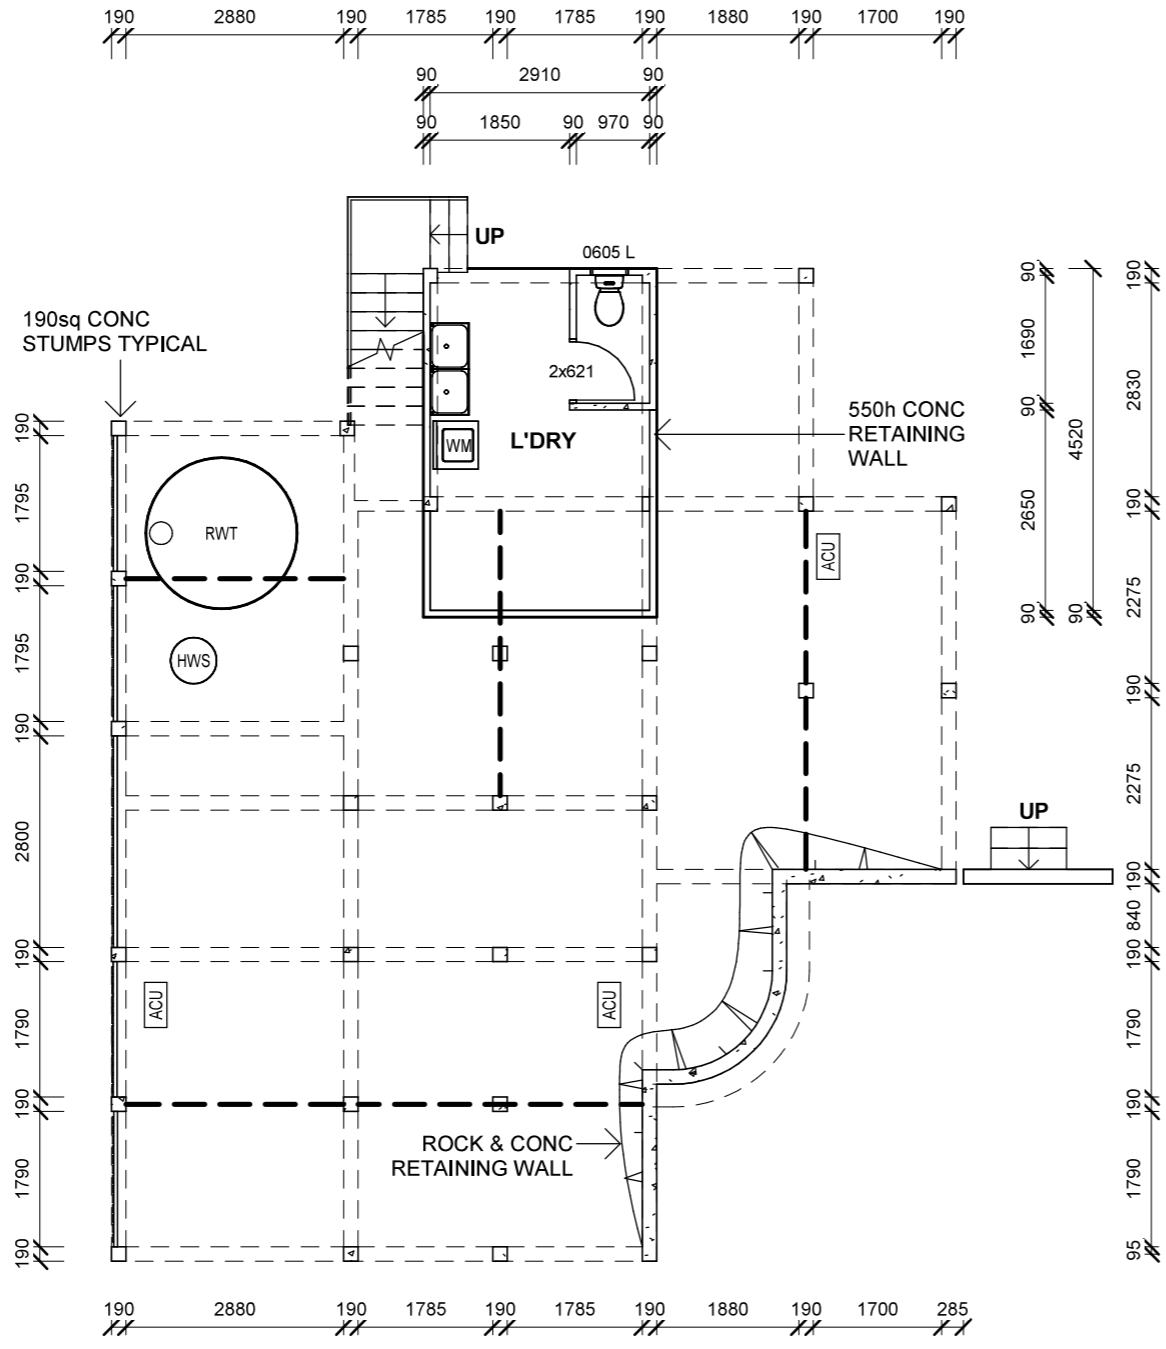 190 2880 190 1785 190 1785 190 1880 190 1700 190
90 2910 90
90 1850 90 970 90
UP
0605 L
190sq CONC
STUMPS TYPICAL
2x621
WM
L'DRY
550h CONC
RETAINING
WALL
RWT
HWS
ACU
UP
ACU
ACU
ROCK & CONC
RETAINING WALL
190
1795
190
1795
190
2800
190
1790
190
1790
190
90
1690
90
2650
90
4520
90
190
2830
190
2275
190
2275
190
840
190
1790
190
1790
95
190 2880 190 1785 190 1785 190 1880 190 1700 285